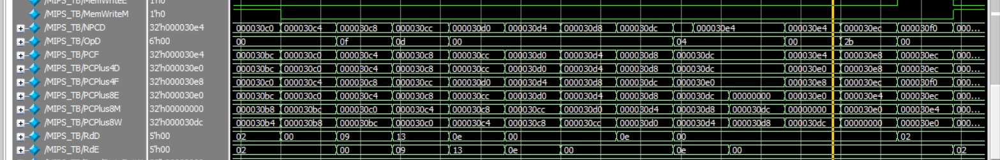 /MIPS_TB/MemWriteE 1'h0
/MIPS_TB/MemWriteM 1'h0
/MIPS_TB/NPCD 32'h000030e4 000030c0 000030c4 000030c8 000030cc 000030d0 000030d4 000030d8 000030dc 000030e4 000030e4 000030ec 000030f0 000...
/MIPS_TB/OpD 6'h00 00 0f 0d 00 04 00 2b 00
/MIPS_TB/PCF 32'h000030e4 000030bc 000030c0 000030c4 000030c8 000030cc 000030d0 000030d4 000030d8 000030dc 000030e4 000030e8 000030ec 000...
/MIPS_TB/PCPlus4D 32'h000030e0 000030bc 000030c0 000030c4 000030c8 000030cc 000030d0 000030d4 000030d8 000030dc 000030e0 000030e8 000030ec 000...
/MIPS_TB/PCPlus4F 32'h000030e8 000030c0 000030c4 000030c8 000030cc 000030d0 000030d4 000030d8 000030dc 000030e0 000030e8 000030ec 000030f0 000...
/MIPS_TB/PCPlus8E 32'h000030e0 000030bc 000030c0 000030c4 000030c8 000030cc 000030d0 000030d4 000030d8 000030dc 00000000 000030e0 000030e4 000030ec 000...
/MIPS_TB/PCPlus8M 32'h00000000 000030b8 000030bc 000030c0 000030c4 000030c8 000030cc 000030d0 000030d4 000030d8 000030dc 00000000 000030e0 000030e4 000...
/MIPS_TB/PCPlus8W 32'h000030dc 000030b4 000030b8 000030bc 000030c0 000030c4 000030c8 000030cc 000030d0 000030d4 000030d8 000030dc 00000000 000030e0 000...
/MIPS_TB/RdD 5'h00 02 00 09 13 0e 00 0e 00 02
/MIPS_TB/RdE 5'h00 02 00 09 13 0e 00 0e 00 02